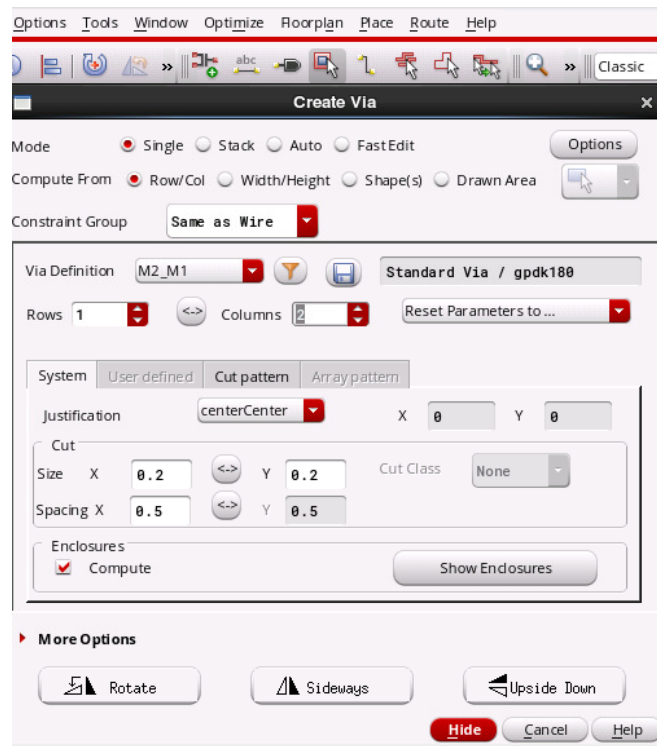 Options Tools Window Optimize Floorplan Place Route Help
abc » Classic
Create Via ×
Mode Single Stack Auto FastEdit Options
Compute From Row/Col Width/Height Shape(s) Drawn Area
Constraint Group Same as Wire
Via Definition M2_M1 Standard Via / gpdk180
Rows 1 <-> Columns 2 Reset Parameters to ...
System User defined Cut pattern Array pattern
Justification centerCenter X 0 Y 0
Cut
Size X 0.2 <-> Y 0.2 Cut Class None
Spacing X 0.5 <-> Y 0.5
Enclosures
Compute Show Enclosures
More Options
Rotate Sideways Upside Down
Hide Cancel Help